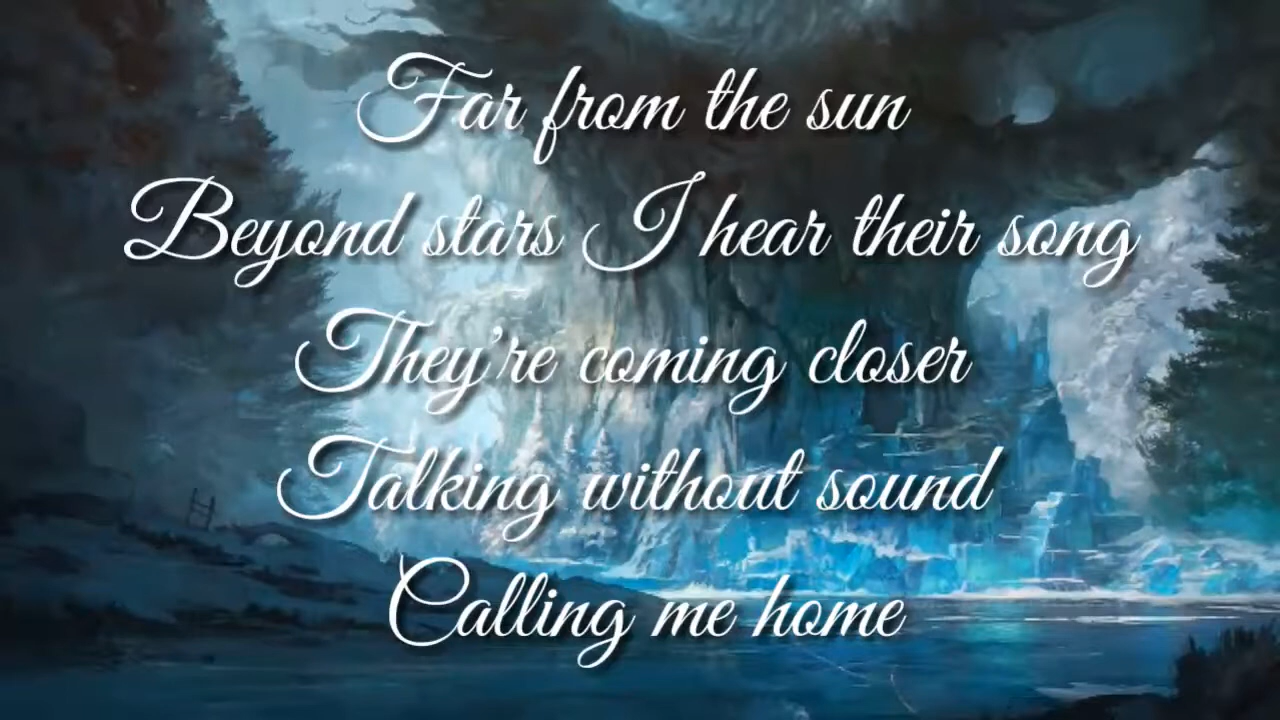 Far from the sun
Beyond stars I hear their song
They're coming closer
Talking without sound
Calling me home